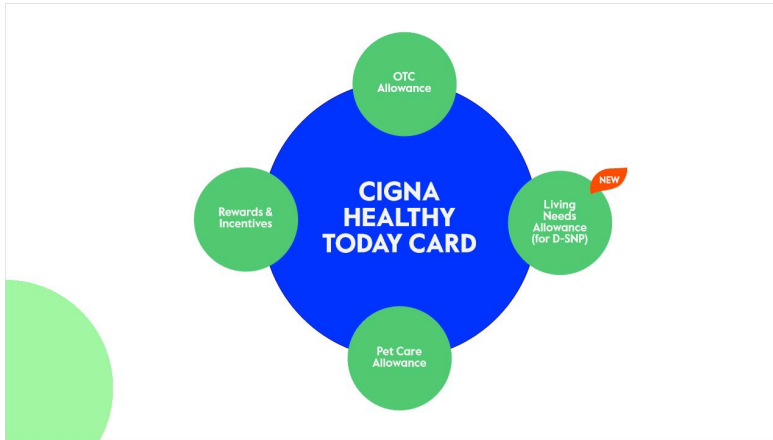 OTC
Allowance
CIGNA
HEALTHY
TODAY CARD
Rewards &
Incentives
NEW
Living
Needs
Allowance
(for D-SNP)
Pet Care
Allowance